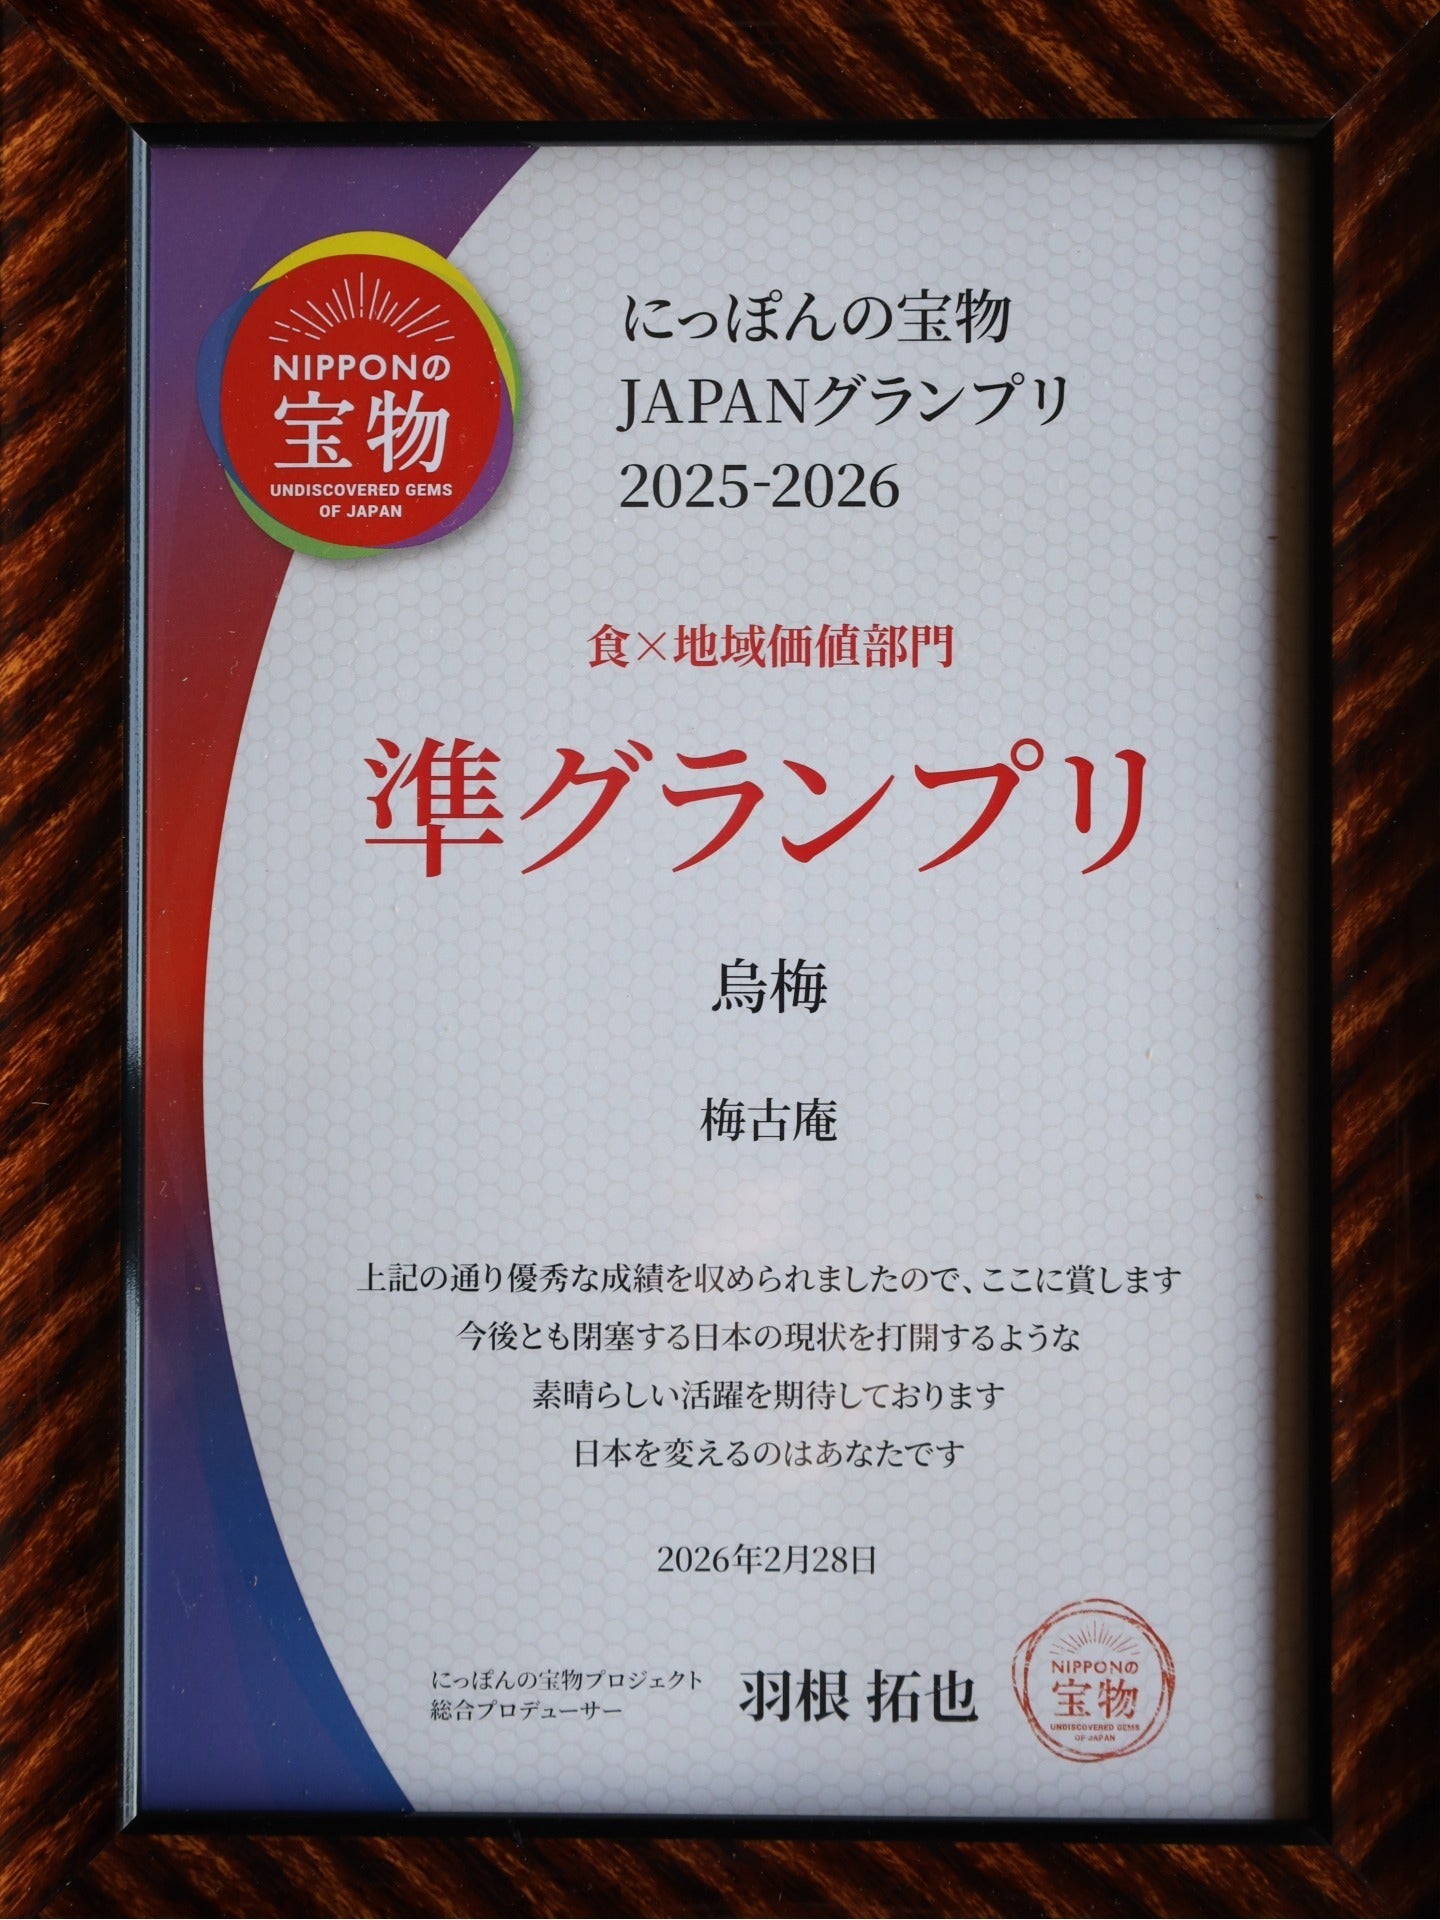 NIPPONの
宝物
UNDISCOVERED GEMS
OF JAPAN
にっぽんの宝物
JAPANグランプリ
2025-2026
食×地域価値部門
準グランプリ
烏梅
梅古庵
上記の通り優秀な成績を収められましたので、ここに賞します
今後とも閉塞する日本の現状を打開するような
素晴らしい活躍を期待しております
日本を変えるのはあなたです
2026年2月28日
にっぽんの宝物プロジェクト
総合プロデューサー
羽根 拓也
NIPPONの
宝物
UNDISCOVERED GEMS
OF JAPAN